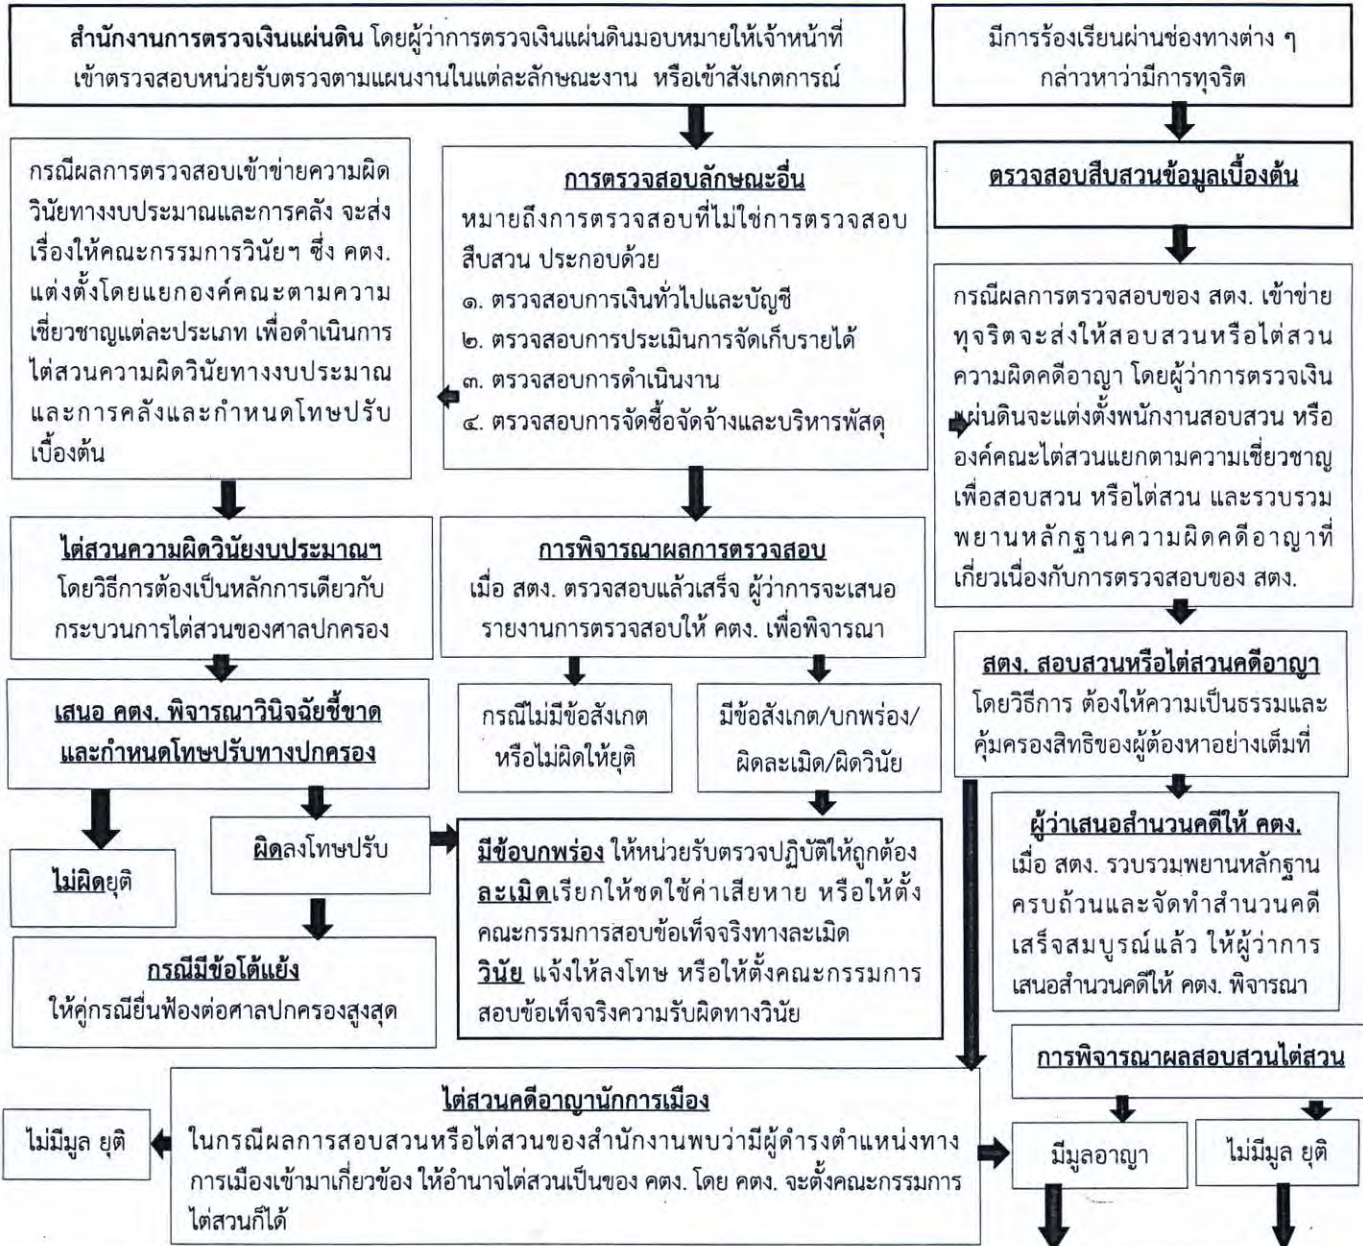 สำนักงานการตรวจเงินแผ่นดิน โดยผู้ว่าการตรวจเงินแผ่นดินมอบหมายให้เจ้าหน้าที่
เข้าตรวจสอบหน่วยรับตรวจตามแผนงานในแต่ละลักษณะงาน หรือเข้าสังเกตการณ์
มีการร้องเรียนผ่านช่องทางต่าง ๆ
กล่าวหาว่ามีการทุจริต
กรณีผลการตรวจสอบเข้าข่ายความผิด
วินัยทางงบประมาณและการคลัง จะส่ง
เรื่องให้คณะกรรมการวินัยฯ ซึ่ง คตง.
แต่งตั้งโดยแยกองค์คณะตามความ
เชี่ยวชาญแต่ละประเภท เพื่อดำเนินการ
ไต่สวนความผิดวินัยทางงบประมาณ
และการคลังและกำหนดโทษปรับ
เบื้องต้น
การตรวจสอบลักษณะอื่น
หมายถึงการตรวจสอบที่ไม่ใช่การตรวจสอบ
สืบสวน ประกอบด้วย
๑. ตรวจสอบการเงินทั่วไปและบัญชี
๒. ตรวจสอบการประเมินการจัดเก็บรายได้
๓. ตรวจสอบการดำเนินงาน
๔. ตรวจสอบการจัดซื้อจัดจ้างและบริหารพัสดุ
ตรวจสอบสืบสวนข้อมูลเบื้องต้น
กรณีผลการตรวจสอบของ สตง. เข้าข่าย
ทุจริตจะส่งให้สอบสวนหรือไต่สวน
ความผิดคดีอาญา โดยผู้ว่าการตรวจเงิน
แผ่นดินจะแต่งตั้งพนักงานสอบสวน หรือ
องค์คณะไต่สวนแยกตามความเชี่ยวชาญ
เพื่อสอบสวน หรือไต่สวน และรวบรวม
พยานหลักฐานความผิดคดีอาญาที่
เกี่ยวเนื่องกับการตรวจสอบของ สตง.
ไต่สวนความผิดวินัยงบประมาณฯ
โดยวิธีการต้องเป็นหลักการเดียวกับ
กระบวนการไต่สวนของศาลปกครอง
การพิจารณาผลการตรวจสอบ
เมื่อ สตง. ตรวจสอบแล้วเสร็จ ผู้ว่าการจะเสนอ
รายงานการตรวจสอบให้ คตง. เพื่อพิจารณา
สตง. สอบสวนหรือไต่สวนคดีอาญา
โดยวิธีการ ต้องให้ความเป็นธรรมและ
คุ้มครองสิทธิของผู้ต้องหาอย่างเต็มที่
เสนอ คตง. พิจารณาวินิจฉัยชี้ขาด
และกำหนดโทษปรับทางปกครอง
กรณีไม่มีข้อสังเกต
หรือไม่ผิดให้ยุติ
มีข้อสังเกต/บกพร่อง/
ผิดละเมิด/ผิดวินัย
ไม่ผิดยุติ
ผิดลงโทษปรับ
มีข้อบกพร่อง ให้หน่วยรับตรวจปฏิบัติให้ถูกต้อง
ละเมิดเรียกให้ชดใช้ค่าเสียหาย หรือให้ตั้ง
คณะกรรมการสอบข้อเท็จจริงทางละเมิด
วินัย แจ้งให้ลงโทษ หรือให้ตั้งคณะกรรมการ
สอบข้อเท็จจริงความรับผิดทางวินัย
ผู้ว่าเสนอสำนวนคดีให้ คตง.
เมื่อ สตง. รวบรวมพยานหลักฐาน
ครบถ้วนและจัดทำสำนวนคดี
เสร็จสมบูรณ์แล้ว ให้ผู้ว่าการ
เสนอสำนวนคดีให้ คตง. พิจารณา
กรณีมีข้อโต้แย้ง
ให้คู่กรณียื่นฟ้องต่อศาลปกครองสูงสุด
การพิจารณาผลสอบสวนไต่สวน
ไม่มีมูล ยุติ
ไต่สวนคดีอาญานักการเมือง
ในกรณีผลการสอบสวนหรือไต่สวนของสำนักงานพบว่ามีผู้ดำรงตำแหน่งทาง
การเมืองเข้ามาเกี่ยวข้อง ให้อำนาจไต่สวนเป็นของ คตง. โดย คตง. จะตั้งคณะกรรมการ
ไต่สวนก็ได้
มีมูลอาญา
ไม่มีมูล ยุติ